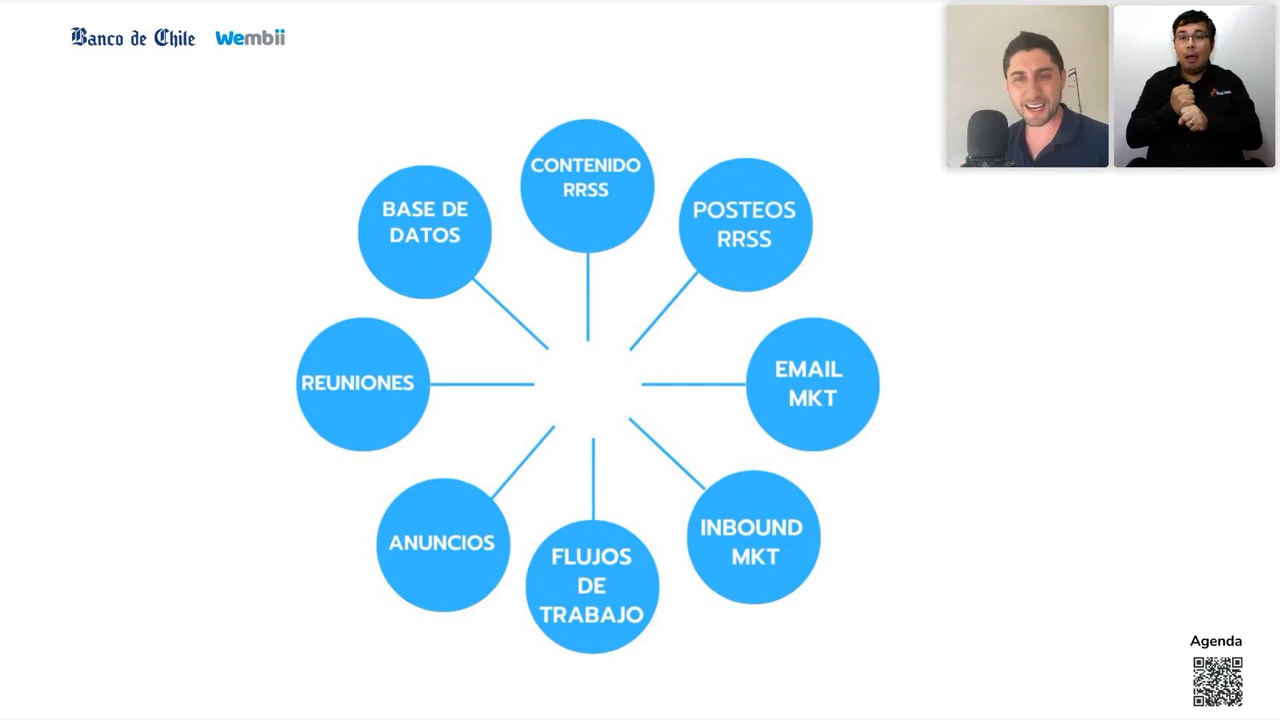 Banco de Chile Wembii
CONTENIDO
RRSS
BASE DE
DATOS
POSTEOS
RRSS
REUNIONES
EMAIL
MKT
ANUNCIOS
FLUJOS
DE
TRABAJO
INBOUND
MKT
Agenda